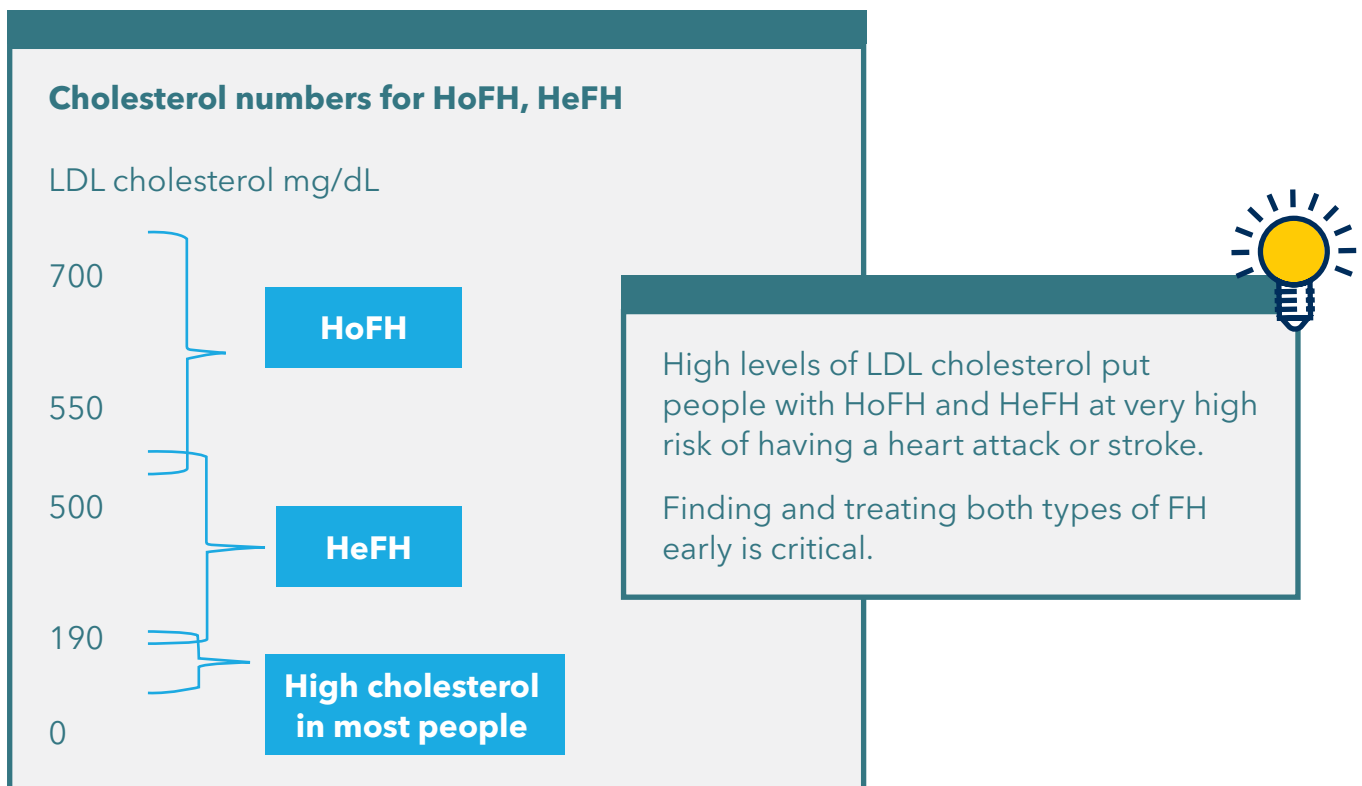 Cholesterol numbers for HoFH, HeFH
LDL cholesterol mg/dL
700
HoFH
550
500
HeFH
190
High cholesterol
in most people
0
High levels of LDL cholesterol put
people with HoFH and HeFH at very high
risk of having a heart attack or stroke.
Finding and treating both types of FH
early is critical.